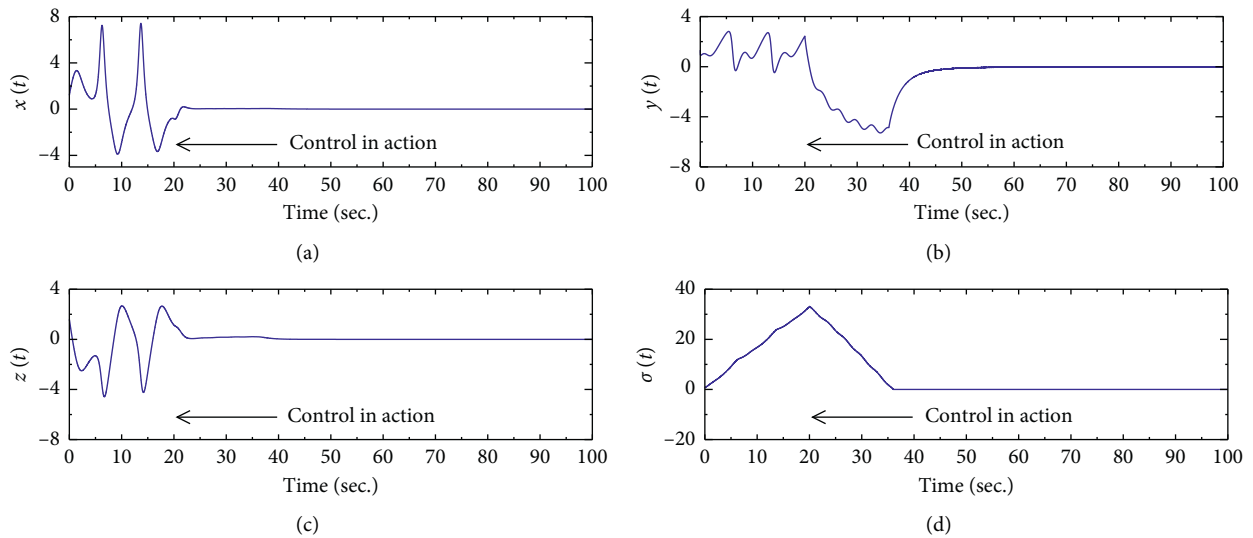 8
4
0
−4
x (t)
Control in action
0 10 20 30 40 50 60 70 80 90 100
Time (sec.)
(a)
4
0
−4
−8
y (t)
Control in action
0 10 20 30 40 50 60 70 80 90 100
Time (sec.)
(b)
4
0
−4
−8
z (t)
Control in action
0 10 20 30 40 50 60 70 80 90 100
Time (sec.)
(c)
40
20
0
−20
σ (t)
Control in action
0 10 20 30 40 50 60 70 80 90 100
Time (sec.)
(d)